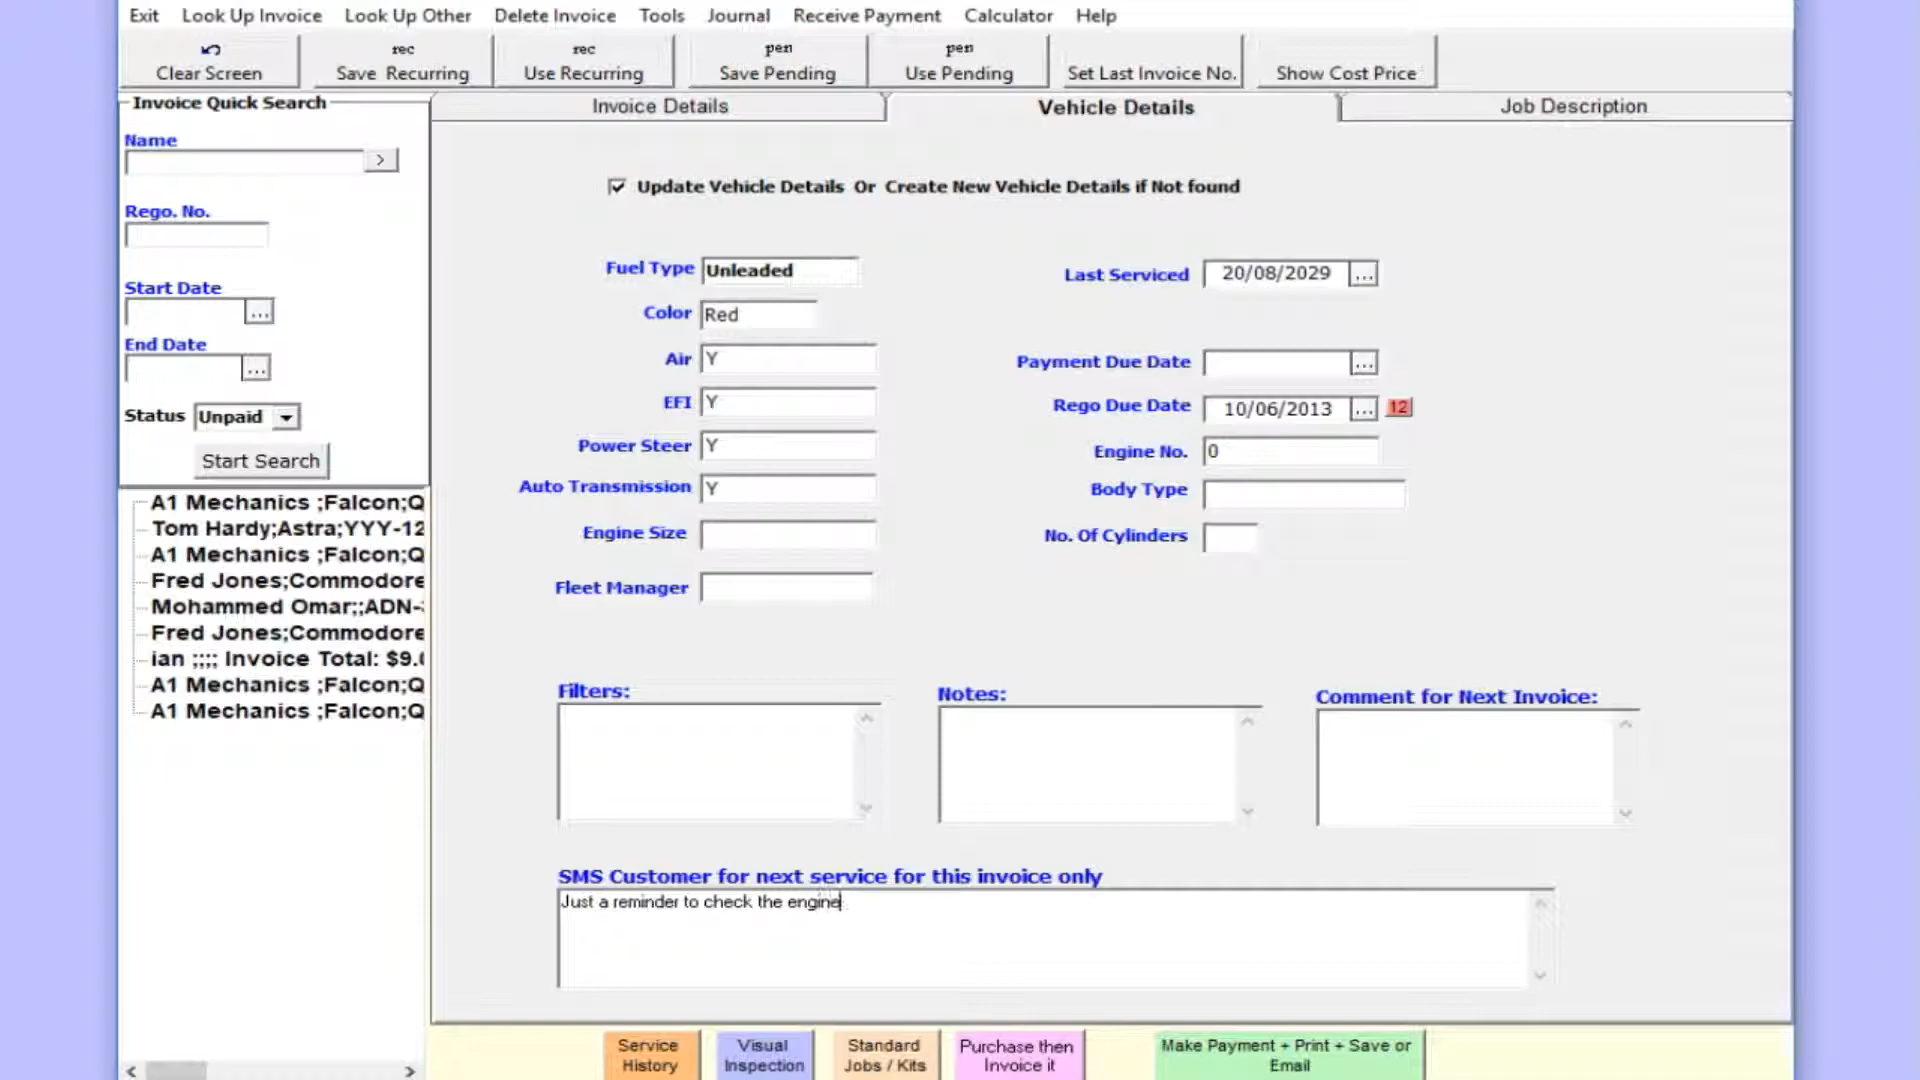 Exit Look Up Invoice Look Up Other Delete Invoice Tools Journal Receive Payment Calculator Help
rec rec pen pen
Clear Screen Save Recurring Use Recurring Save Pending Use Pending Set Last Invoice No. Show Cost Price
Invoice Quick Search
Name
>
Rego. No.
Start Date
...
End Date
...
Status Unpaid
Start Search
A1 Mechanics ;Falcon;Q
Tom Hardy;Astra;YYY-12
A1 Mechanics ;Falcon;Q
Fred Jones;Commodore
Mohammed Omar;;ADN-
Fred Jones;Commodore
ian ;;;; Invoice Total: $9.
A1 Mechanics ;Falcon;Q
A1 Mechanics ;Falcon;Q
Invoice Details Vehicle Details Job Description
Update Vehicle Details Or Create New Vehicle Details if Not found
Fuel Type Unleaded
Last Serviced 20/08/2029 ...
Color Red
Air Y
Payment Due Date ...
EFI Y
Rego Due Date 10/06/2013 ... 12
Power Steer Y
Engine No. 0
Auto Transmission Y
Body Type
Engine Size
No. Of Cylinders
Fleet Manager
Filters:
Notes:
Comment for Next Invoice:
SMS Customer for next service for this invoice only
Just a reminder to check the engine
Service History
Visual Inspection
Standard Jobs / Kits
Purchase then Invoice it
Make Payment + Print + Save or Email